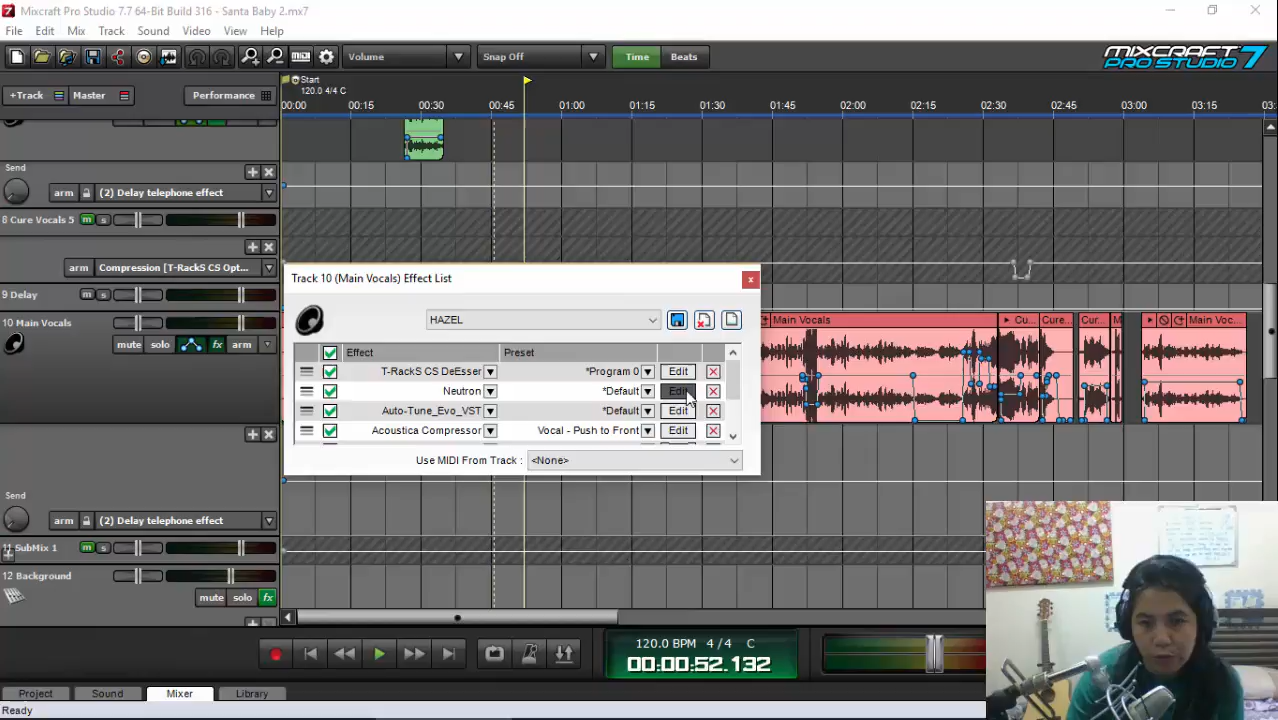 Mixcraft Pro Studio 7.7 64-Bit Build 316 - Santa Baby 2.mx7
File Edit Mix Track Sound Video View Help
Volume Snap Off Time Beats MIXCRAFT PRO STUDIO 7
+Track Master Performance
Start
120.0 4/4 C
00:00 00:15 00:30 00:45 01:00 01:15 01:30 01:45 02:00 02:15 02:30 02:45 03:00 03:15 03:
Send
arm (2) Delay telephone effect
8 Cure Vocals 5 m s
arm Compression [T-RackS CS Opt...
9 Delay m s
10 Main Vocals
mute solo fx arm
Main Vocals Cu... Cure... Cur... M Main Voc...
Track 10 (Main Vocals) Effect List x
HAZEL
Effect Preset
T-RackS CS DeEsser *Program 0 Edit
Neutron *Default Edit
Auto-Tune_Evo_VST *Default Edit
Acoustica Compressor Vocal - Push to Front Edit
Use MIDI From Track : <None>
Send
arm (2) Delay telephone effect
11 SubMix 1 m s
12 Background
mute solo fx
120.0 BPM 4 / 4 C
00:00:52.132
Project Sound Mixer Library
Ready